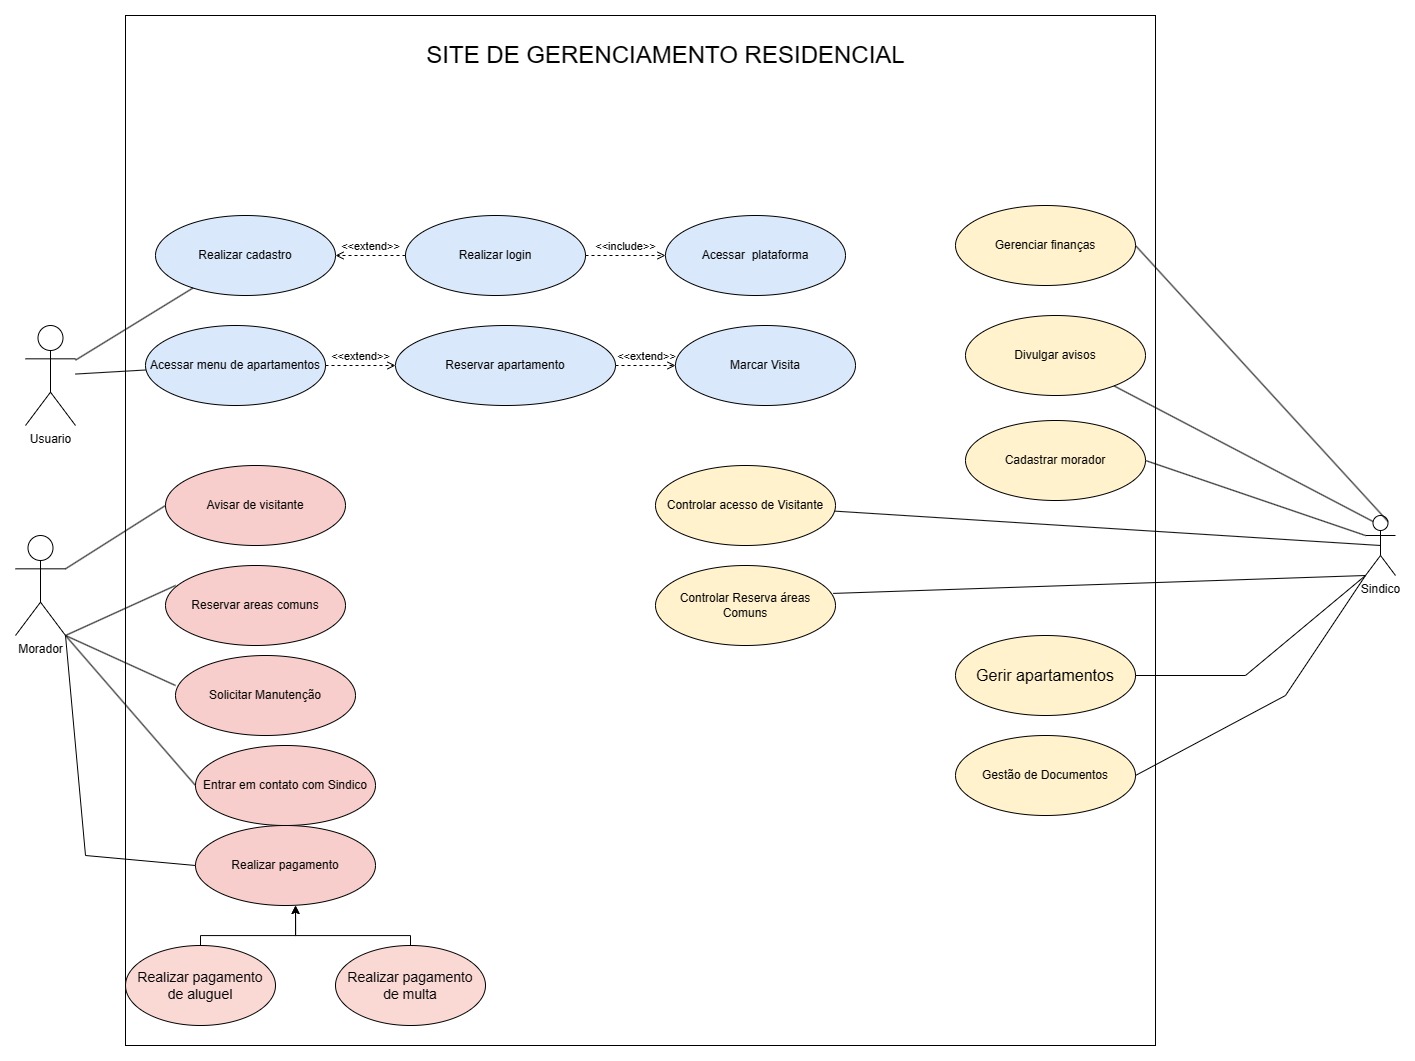 SITE DE GERENCIAMENTO RESIDENCIAL
Realizar cadastro
<<extend>>
Realizar login
<<include>>
Acessar plataforma
Gerenciar finanças
Acessar menu de apartamentos
<<extend>>
Reservar apartamento
<<extend>>
Marcar Visita
Divulgar avisos
Usuario
Cadastrar morador
Avisar de visitante
Controlar acesso de Visitante
Sindico
Reservar areas comuns
Controlar Reserva áreas
Comuns
Morador
Solicitar Manutenção
Gerir apartamentos
Entrar em contato com Sindico
Gestão de Documentos
Realizar pagamento
Realizar pagamento
de aluguel
Realizar pagamento
de multa